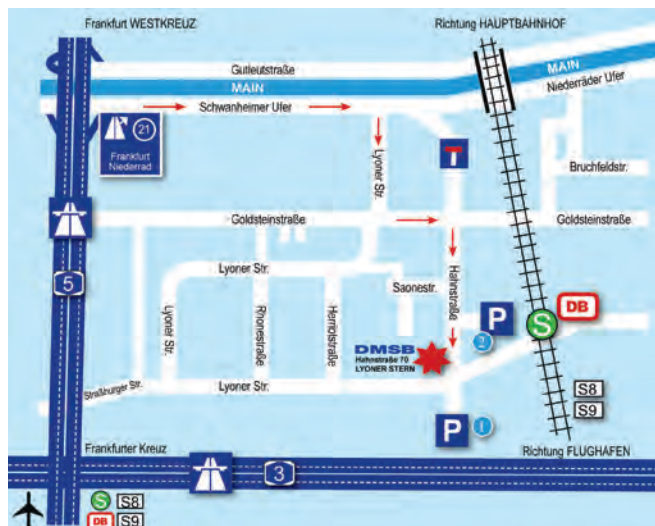 Frankfurt WESTKREUZ
Richtung HAUPTBAHNHOF
Gutleutstraße
MAIN
MAIN
Niederräder Ufer
Schwanheimer Ufer
21
Frankfurt
Niederrad
Lyoner Str.
Bruchfeldstr.
Goldsteinstraße
Goldsteinstraße
Lyoner Str.
Hahnstraße
Saonestr.
5
Lyoner Str.
Rhonestraße
Herriotstraße
P
S
DB
2
DMSB
Hahnstraße 70
LYONER STERN
Straßburger Str.
Lyoner Str.
S8
S9
P
1
Frankfurter Kreuz
Richtung FLUGHAFEN
3
S
S8
DB
S9